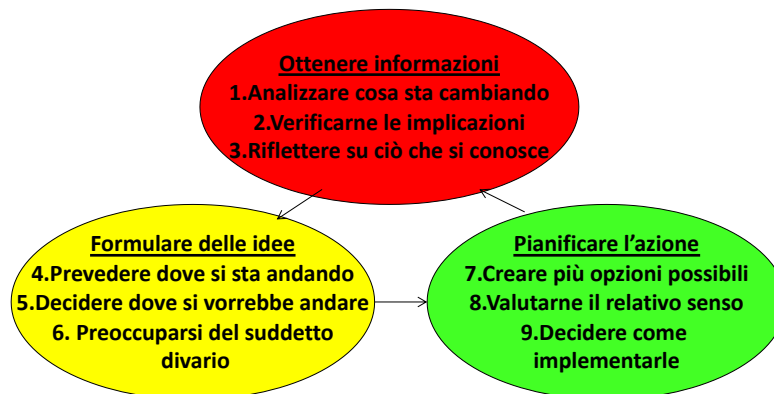 Ottenere informazioni
1.Analizzare cosa sta cambiando
2.Verificarne le implicazioni
3.Riflettere su ciò che si conosce
Formulare delle idee
4.Prevedere dove si sta andando
5.Decidere dove si vorrebbe andare
6. Preoccuparsi del suddetto
divario
Pianificare l’azione
7.Creare più opzioni possibili
8.Valutarne il relativo senso
9.Decidere come
implementarle